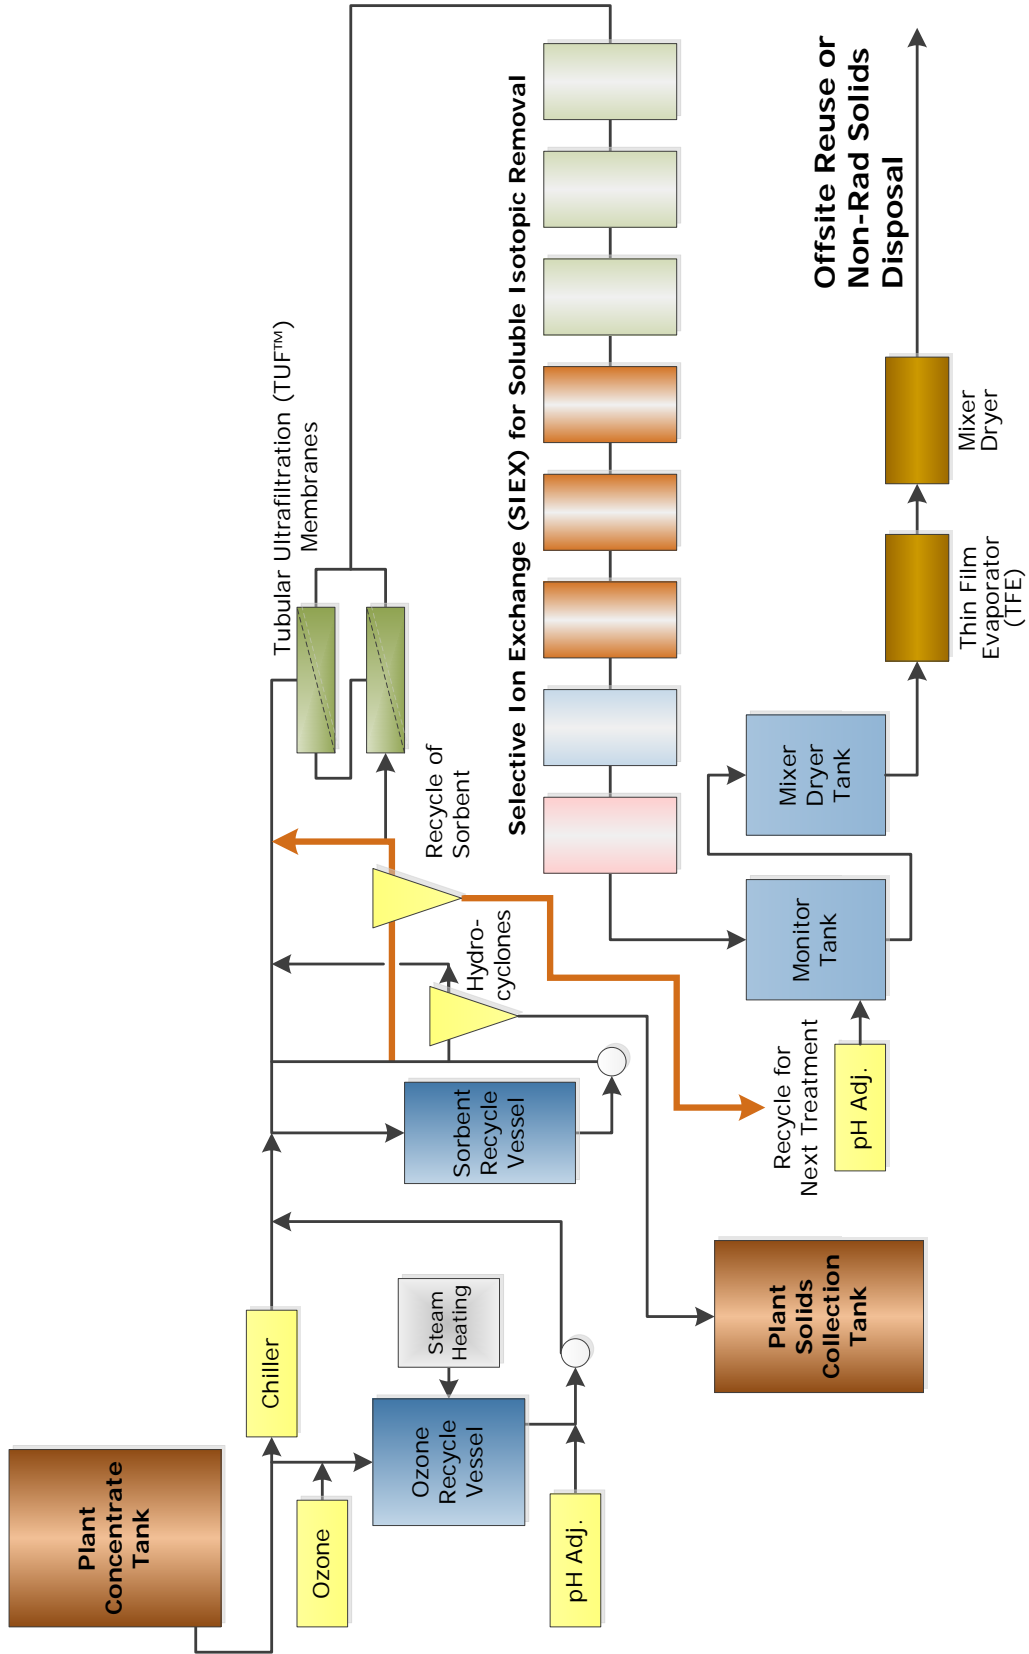 Plant
Concentrate
Tank
Ozone
Chiller
Ozone
Recycle
Vessel
Steam
Heating
pH Adj.
Sorbent
Recycle
Vessel
Hydro-
cyclones
Recycle of
Sorbent
Tubular Ultrafiltration (TUF™)
Membranes
Selective Ion Exchange (SIEX) for Soluble Isotopic Removal
Plant
Solids
Collection
Tank
Recycle for
Next Treatment
pH Adj.
Monitor
Tank
Mixer
Dryer
Tank
Thin Film
Evaporator
(TFE)
Mixer
Dryer
Offsite Reuse or
Non-Rad Solids
Disposal